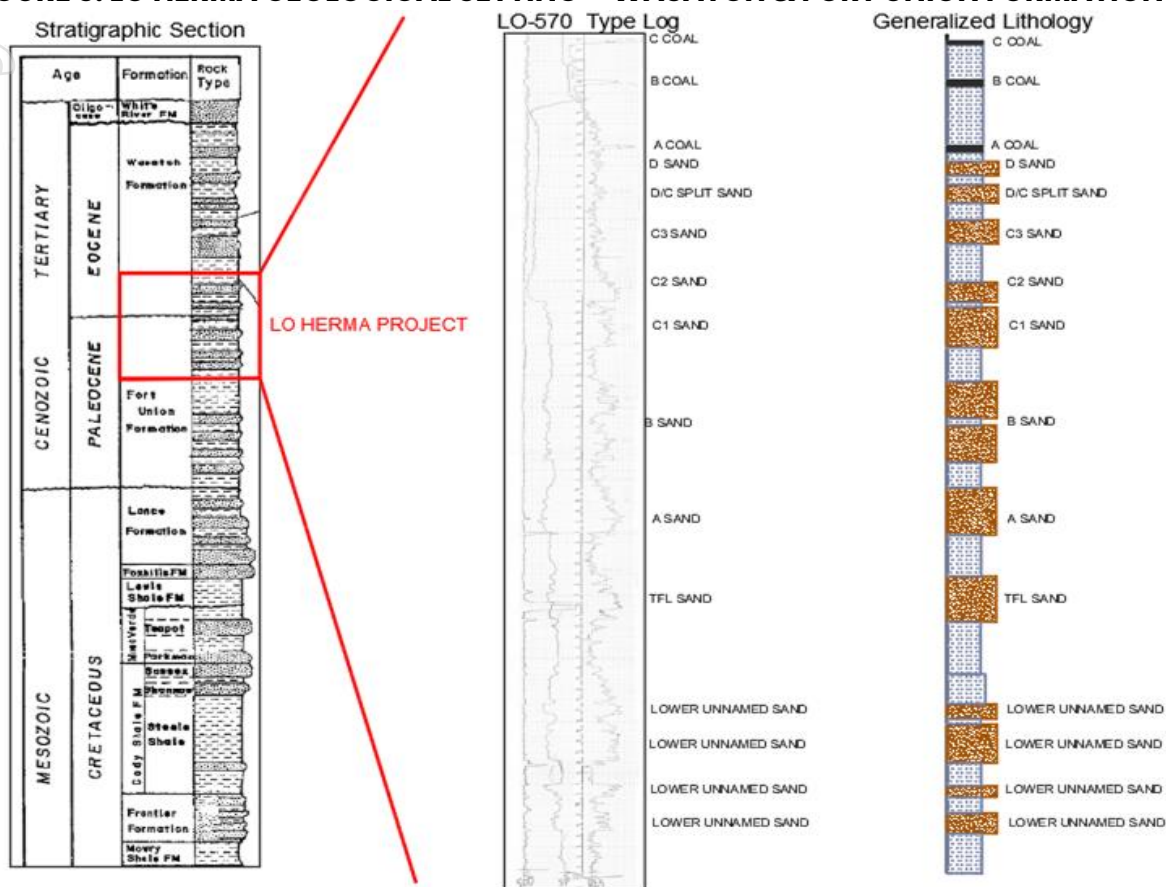 Stratigraphic Section
Age
Formation
Rock
Type
Oligo-
cene
White
River FM
Wasatch
Formation
TERTIARY
EOCENE
CENOZOIC
PALEOCENE
Fort
Union
Formation
Lance
Formation
Foxhills FM
Lewis
Shale FM
Mesaverde
Teapot
Parkman
Sussex
Shannon
Cody Shale FM
Steele
Shale
MESOZOIC
CRETACEOUS
Frontier
Formation
Mowry
Shale FM
LO HERMA PROJECT
LO-570 Type Log
C COAL
B COAL
A COAL
D SAND
D/C SPLIT SAND
C3 SAND
C2 SAND
C1 SAND
B SAND
A SAND
TFL SAND
LOWER UNNAMED SAND
LOWER UNNAMED SAND
LOWER UNNAMED SAND
LOWER UNNAMED SAND
Generalized Lithology
C COAL
B COAL
A COAL
D SAND
D/C SPLIT SAND
C3 SAND
C2 SAND
C1 SAND
B SAND
A SAND
TFL SAND
LOWER UNNAMED SAND
LOWER UNNAMED SAND
LOWER UNNAMED SAND
LOWER UNNAMED SAND